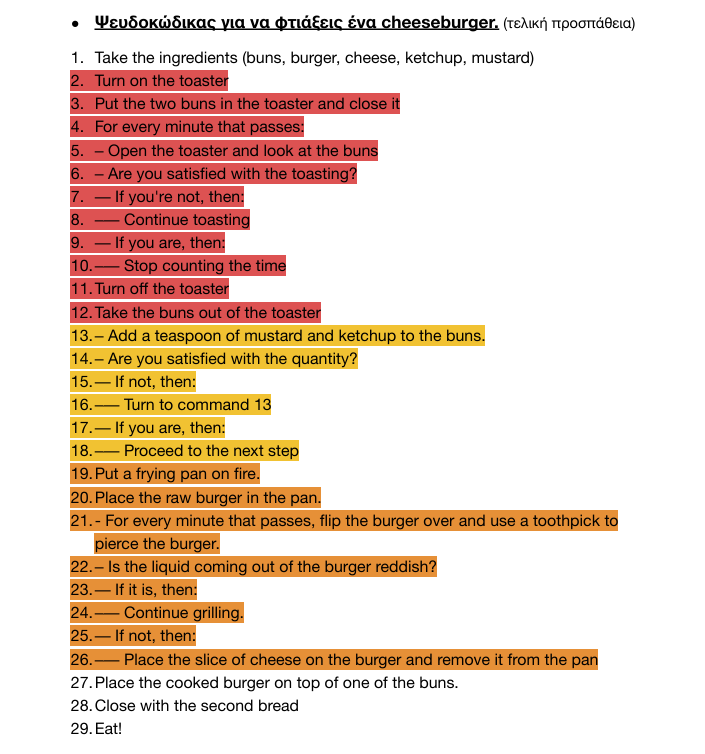 • Ψευδοκώδικας για να φτιάξεις ένα cheeseburger. (τελική προσπάθεια)
1. Take the ingredients (buns, burger, cheese, ketchup, mustard)
2. Turn on the toaster
3. Put the two buns in the toaster and close it
4. For every minute that passes:
5. – Open the toaster and look at the buns
6. – Are you satisfied with the toasting?
7. –– If you're not, then:
8. ––– Continue toasting
9. –– If you are, then:
10. ––– Stop counting the time
11. Turn off the toaster
12. Take the buns out of the toaster
13. – Add a teaspoon of mustard and ketchup to the buns.
14. – Are you satisfied with the quantity?
15. –– If not, then:
16. ––– Turn to command 13
17. –– If you are, then:
18. ––– Proceed to the next step
19. Put a frying pan on fire.
20. Place the raw burger in the pan.
21. - For every minute that passes, flip the burger over and use a toothpick to
pierce the burger.
22. – Is the liquid coming out of the burger reddish?
23. –– If it is, then:
24. ––– Continue grilling.
25. –– If not, then:
26. ––– Place the slice of cheese on the burger and remove it from the pan
27. Place the cooked burger on top of one of the buns.
28. Close with the second bread
29. Eat!